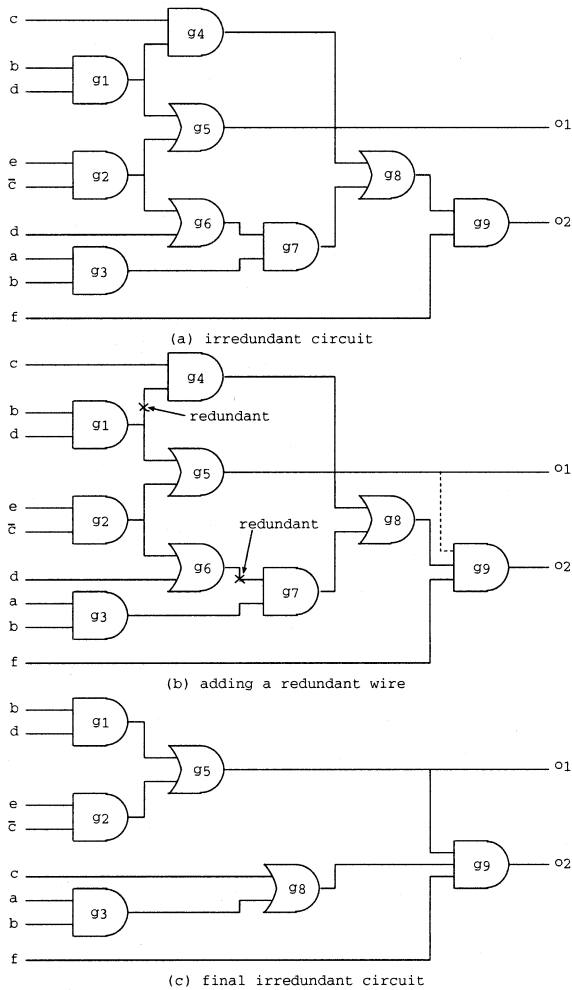 c
g4
b
g1
d
g5
o1
e
g2
c̄
g8
d
g6
g9
o2
a
g3
g7
b
f
(a) irredundant circuit
c
g4
redundant
b
g1
d
g5
o1
e
g2
redundant
c̄
g8
g6
g9
o2
d
a
g3
g7
b
f
(b) adding a redundant wire
b
g1
d
g5
o1
e
g2
c̄
g9
o2
c
g8
a
g3
b
f
(c) final irredundant circuit